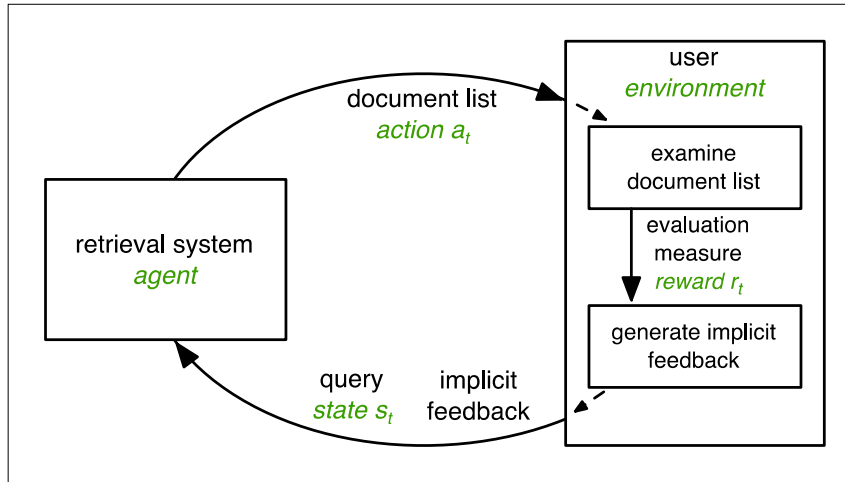 user
environment
document list
action a_t
examine
document list
retrieval system
agent
evaluation
measure
reward r_t
generate implicit
feedback
query
state s_t
implicit
feedback